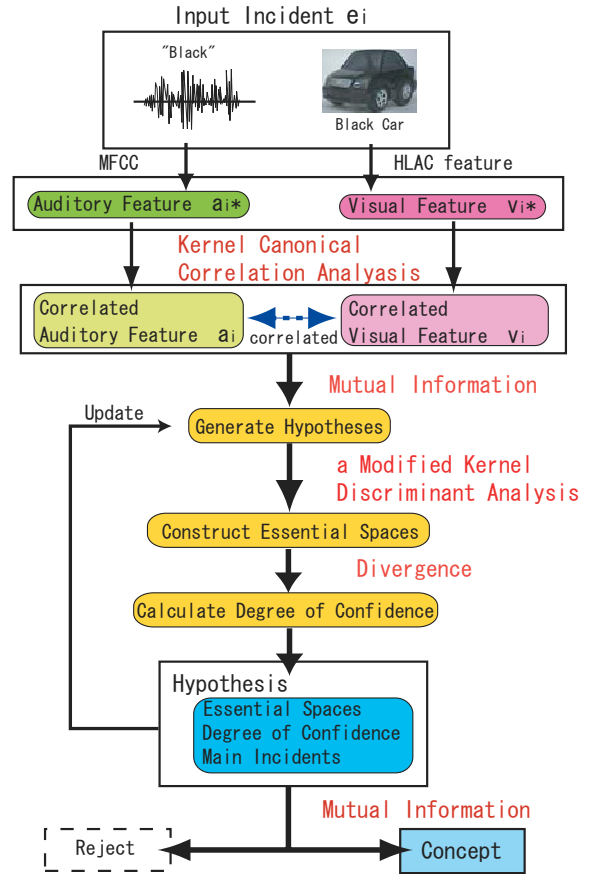 Input Incident ei
"Black"
Black Car
MFCC
HLAC feature
Auditory Feature ai*
Visual Feature vi*
Kernel Canonical
Correlation Analyasis
Correlated
Auditory Feature ai
correlated
Correlated
Visual Feature vi
Mutual Information
Update
Generate Hypotheses
a Modified Kernel
Discriminant Analysis
Construct Essential Spaces
Divergence
Calculate Degree of Confidence
Hypothesis
Essential Spaces
Degree of Confidence
Main Incidents
Mutual Information
Reject
Concept